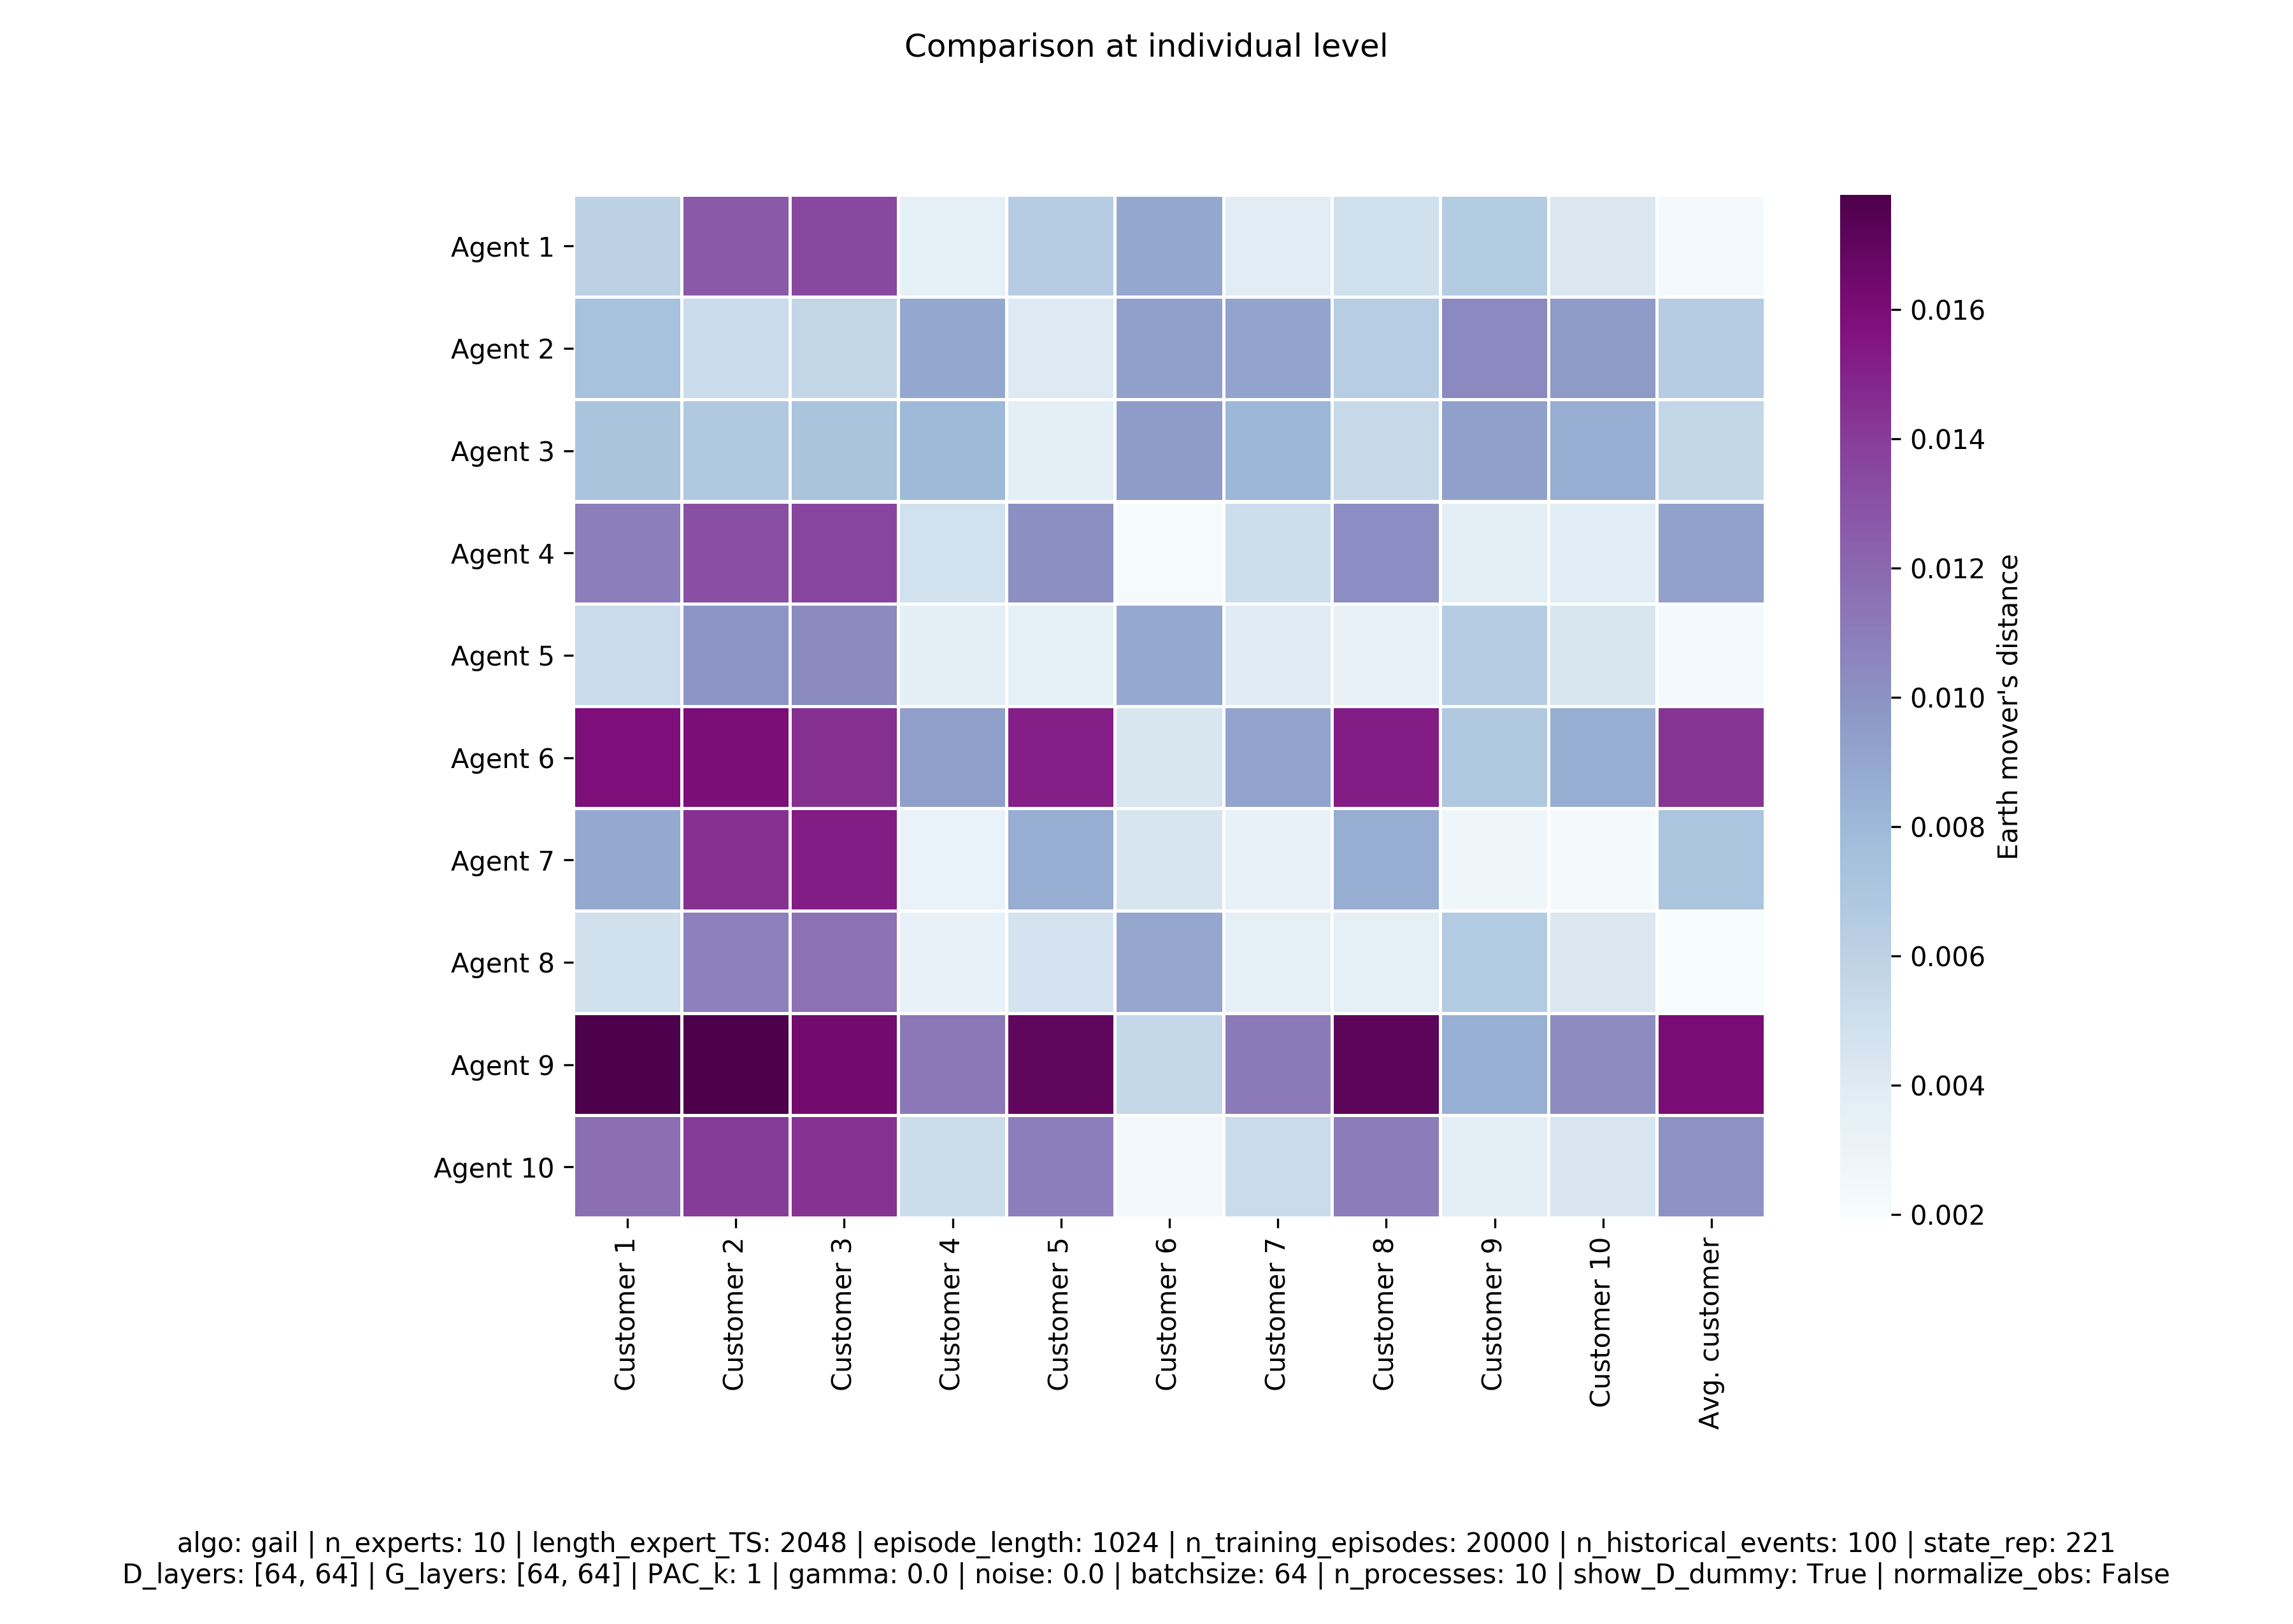 Comparison at individual level
Agent 1
Agent 2
Agent 3
Agent 4
Agent 5
Agent 6
Agent 7
Agent 8
Agent 9
Agent 10
Customer 1
Customer 2
Customer 3
Customer 4
Customer 5
Customer 6
Customer 7
Customer 8
Customer 9
Customer 10
Avg. customer
0.016
0.014
0.012
0.010
0.008
0.006
0.004
0.002
Earth mover's distance
algo: gail | n_experts: 10 | length_expert_TS: 2048 | episode_length: 1024 | n_training_episodes: 20000 | n_historical_events: 100 | state_rep: 221
D_layers: [64, 64] | G_layers: [64, 64] | PAC_k: 1 | gamma: 0.0 | noise: 0.0 | batchsize: 64 | n_processes: 10 | show_D_dummy: True | normalize_obs: False